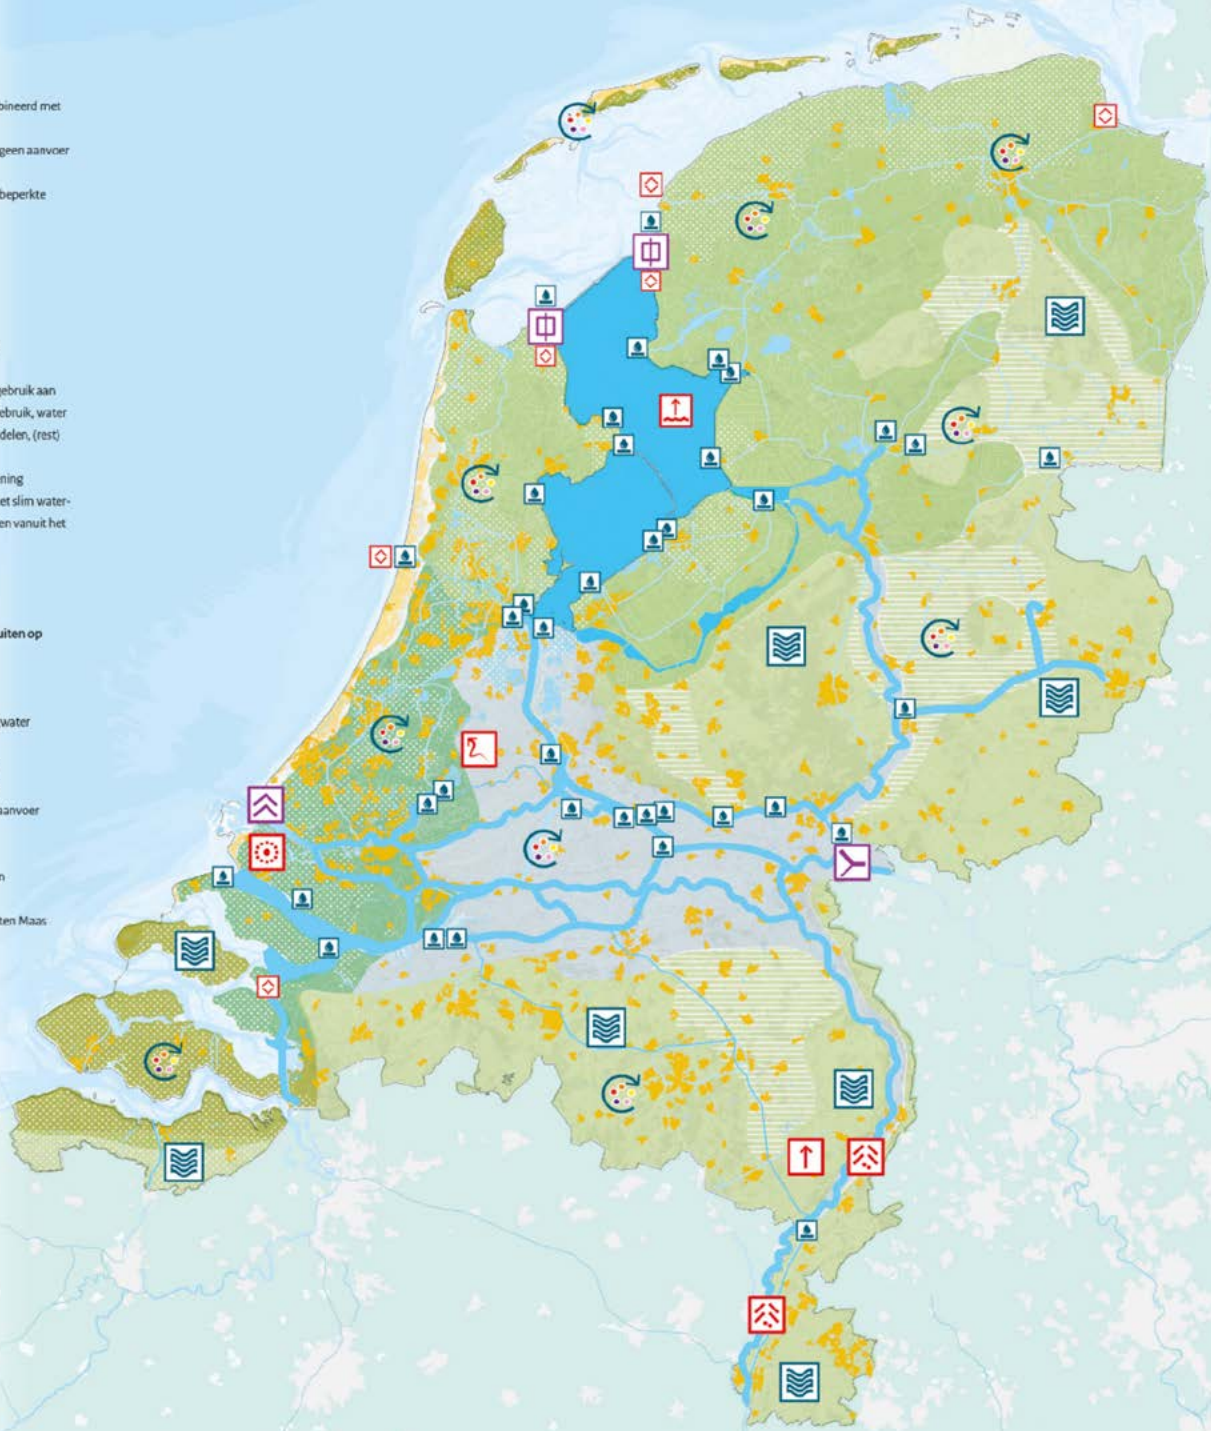 bineerd met
geen aanvoer
beperkte
gebruik aan
ebruik, water
delen, (rest)
ning
et slim water-
en vanuit het
uiten op
water
aanvoer
n
ten Maas